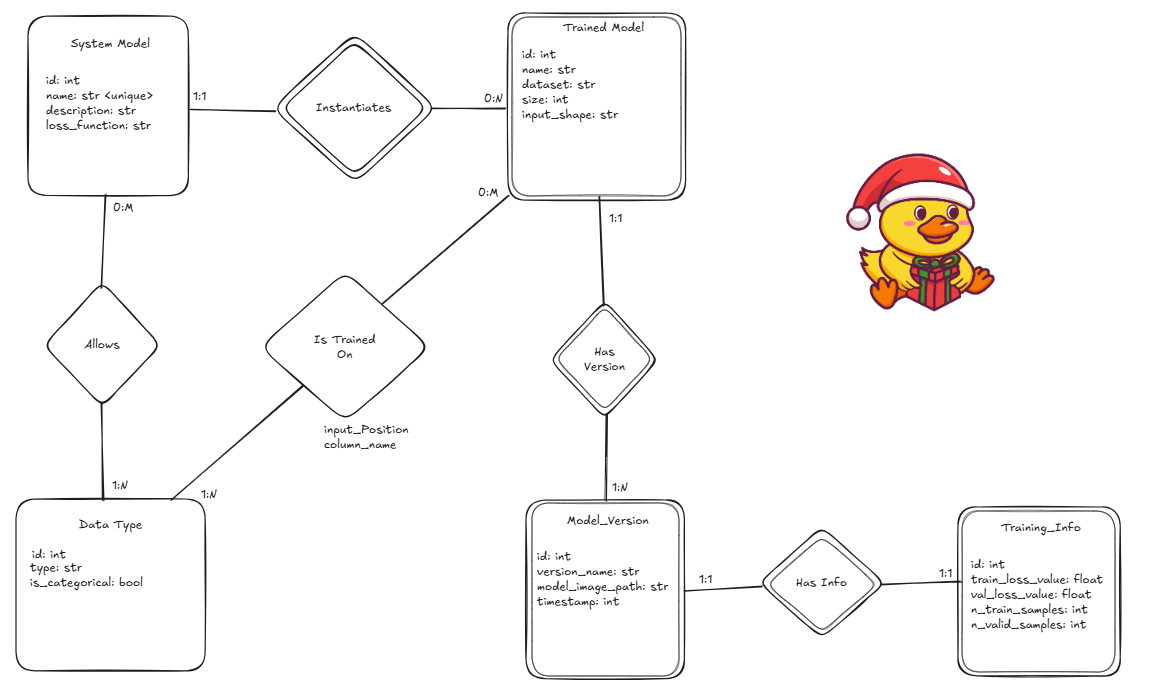 System Model
id: int
name: str <unique>
description: str
loss_function: str
1:1
Instantiates
0:N
Trained Model
id: int
name: str
dataset: str
size: int
input_shape: str
0:M
0:M
1:1
Allows
Is Trained
On
input_Position
column_name
Has
Version
1:N
1:N
1:N
Data Type
id: int
type: str
is_categorical: bool
Model_Version
id: int
version_name: str
model_image_path: str
timestamp: int
1:1
Has Info
1:1
Training_Info
id: int
train_loss_value: float
val_loss_value: float
n_train_samples: int
n_valid_samples: int